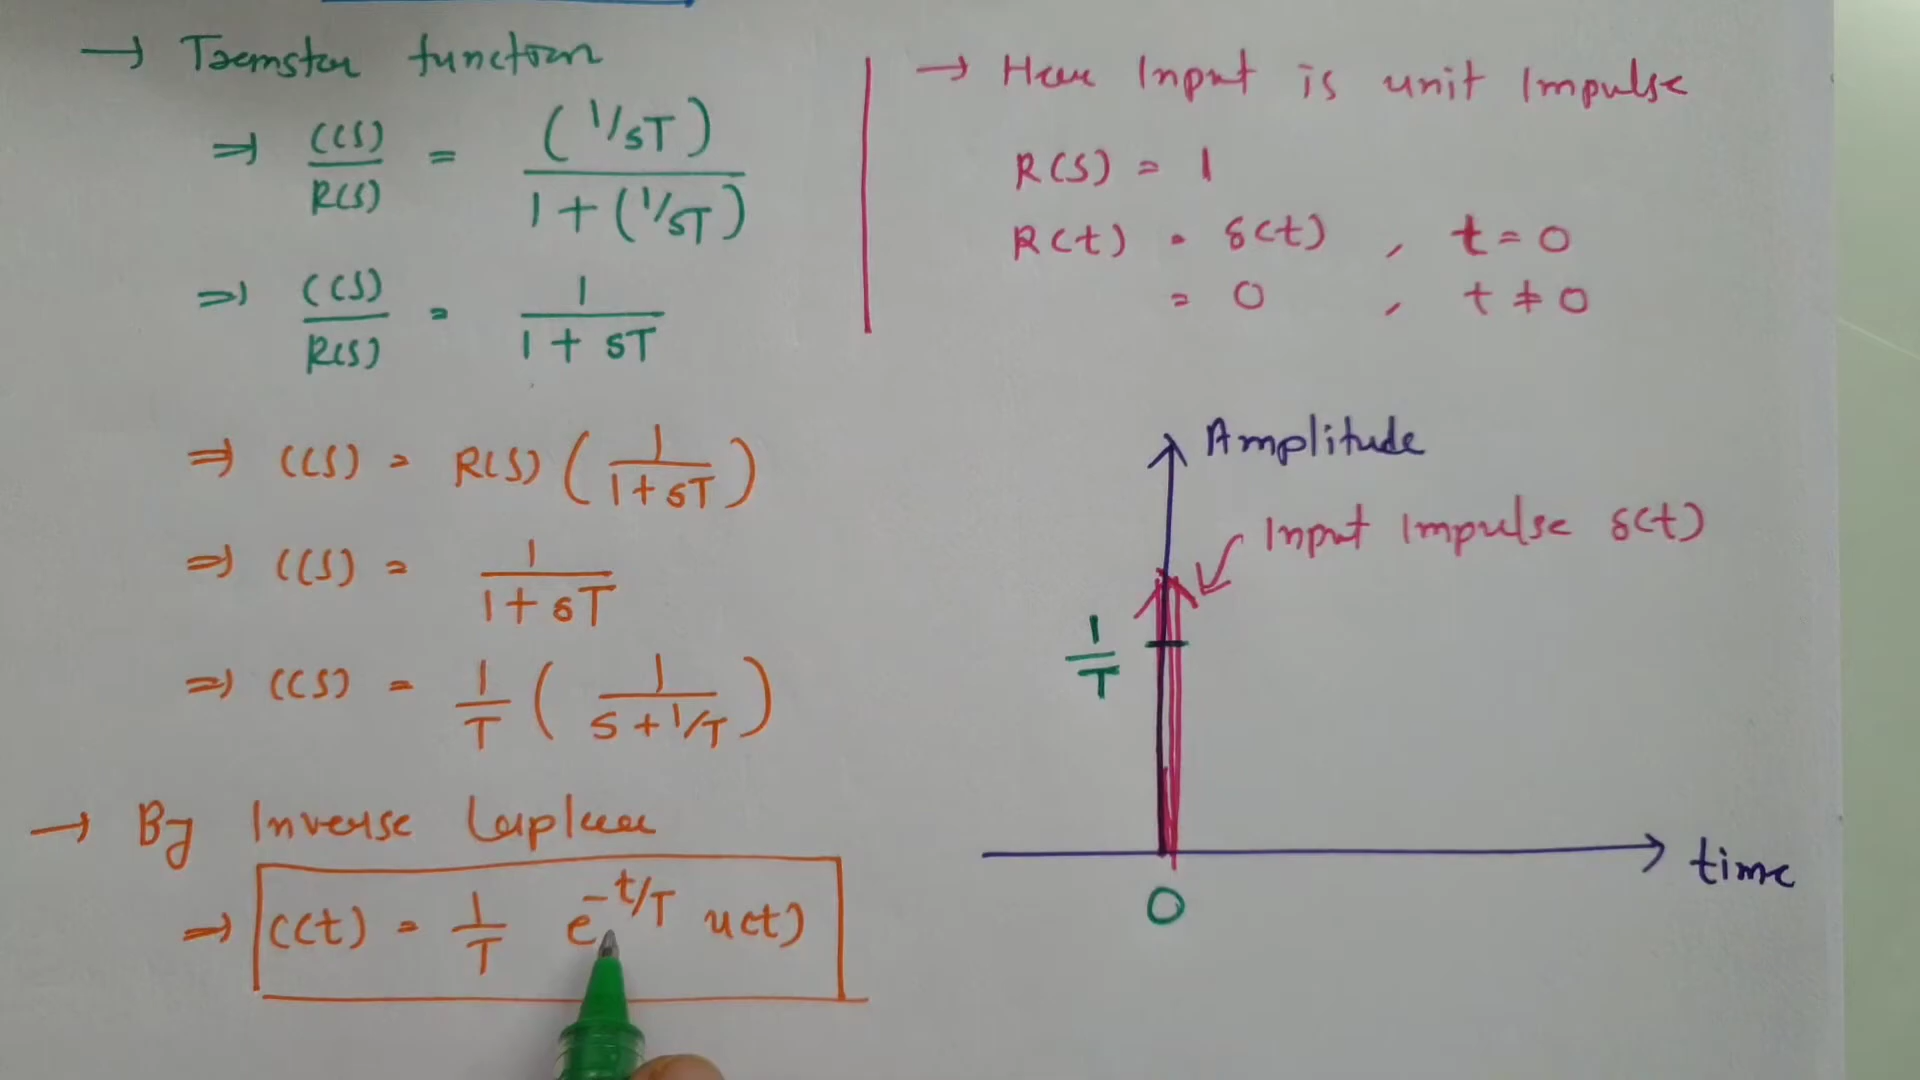 → Transfer function
⇒ C(S)/R(S) = (1/sT) / 1 + (1/sT)
⇒ C(S)/R(S) = 1 / 1 + sT
⇒ C(S) = R(S) (1 / 1 + sT)
⇒ C(S) = 1 / 1 + sT
⇒ C(S) = 1/T (1 / S + 1/T)
→ By Inverse Laplace
⇒ C(t) = 1/T e^-t/T u(t)
→ Here Input is unit Impulse
R(S) = 1
R(t) = δ(t) , t = 0
= 0 , t ≠ 0
Amplitude
Input Impulse δ(t)
1/T
time
0